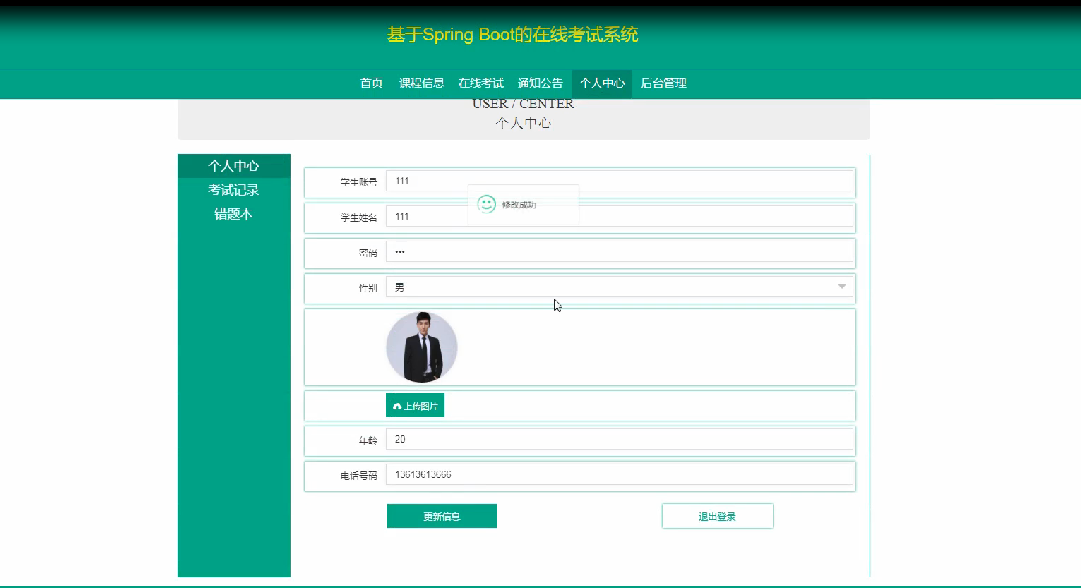 基于Spring Boot的在线考试系统
首页 课程信息 在线考试 通知公告 个人中心 后台管理
USER / CENTER
个人中心
个人中心
考试记录
错题本
学生账号 111
修改成功
学生姓名 111
密码 •••
性别 男
上传图片
年龄 20
电话号码 13613613666
更新信息 退出登录